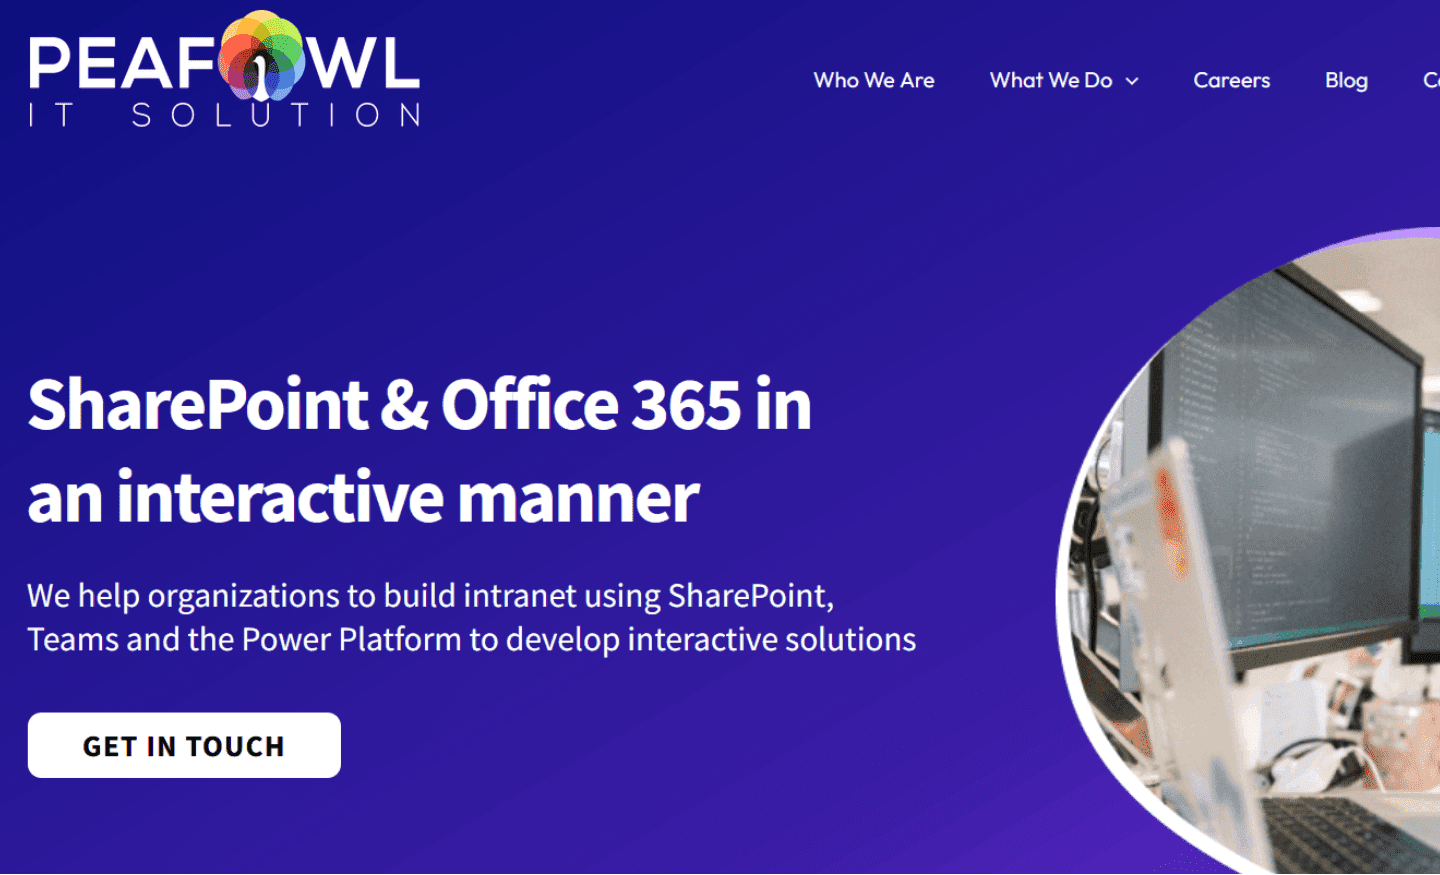 PEAFOWL
IT SOLUTION
Who We Are
What We Do
Careers
Blog
SharePoint & Office 365 in
an interactive manner
We help organizations to build intranet using SharePoint,
Teams and the Power Platform to develop interactive solutions
GET IN TOUCH